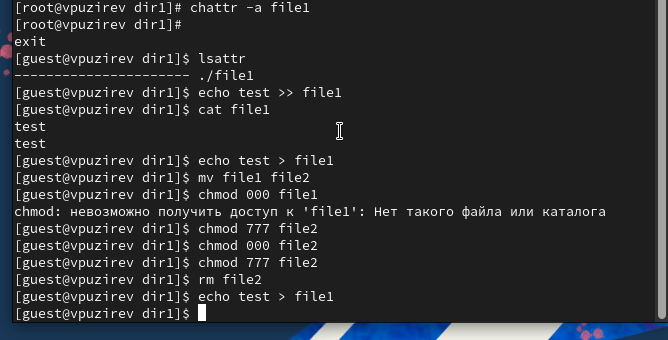 [root@vpuzirev dir1]# chattr -a file1
[root@vpuzirev dir1]#
exit
[guest@vpuzirev dir1]$ lsattr
---------------------- ./file1
[guest@vpuzirev dir1]$ echo test >> file1
[guest@vpuzirev dir1]$ cat file1
test
test
[guest@vpuzirev dir1]$ echo test > file1
[guest@vpuzirev dir1]$ mv file1 file2
[guest@vpuzirev dir1]$ chmod 000 file1
chmod: невозможно получить доступ к 'file1': Нет такого файла или каталога
[guest@vpuzirev dir1]$ chmod 777 file2
[guest@vpuzirev dir1]$ chmod 000 file2
[guest@vpuzirev dir1]$ chmod 777 file2
[guest@vpuzirev dir1]$ rm file2
[guest@vpuzirev dir1]$ echo test > file1
[guest@vpuzirev dir1]$